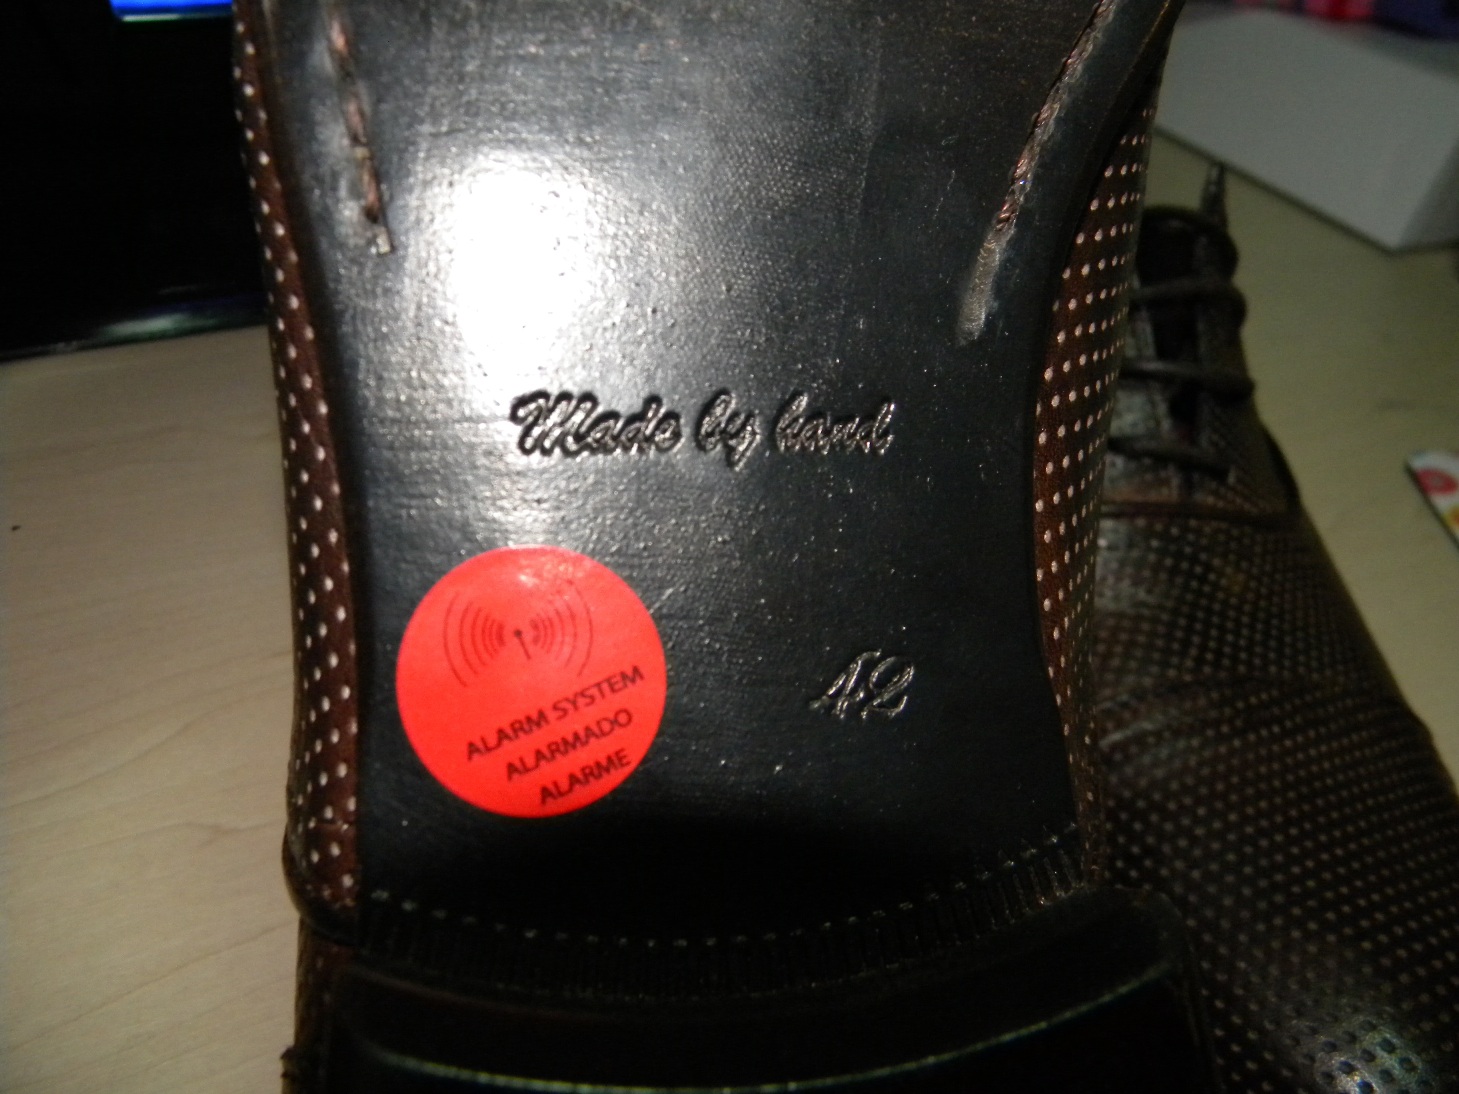 Made by hand
42
ALARM SYSTEM
ALARMADO
ALARME